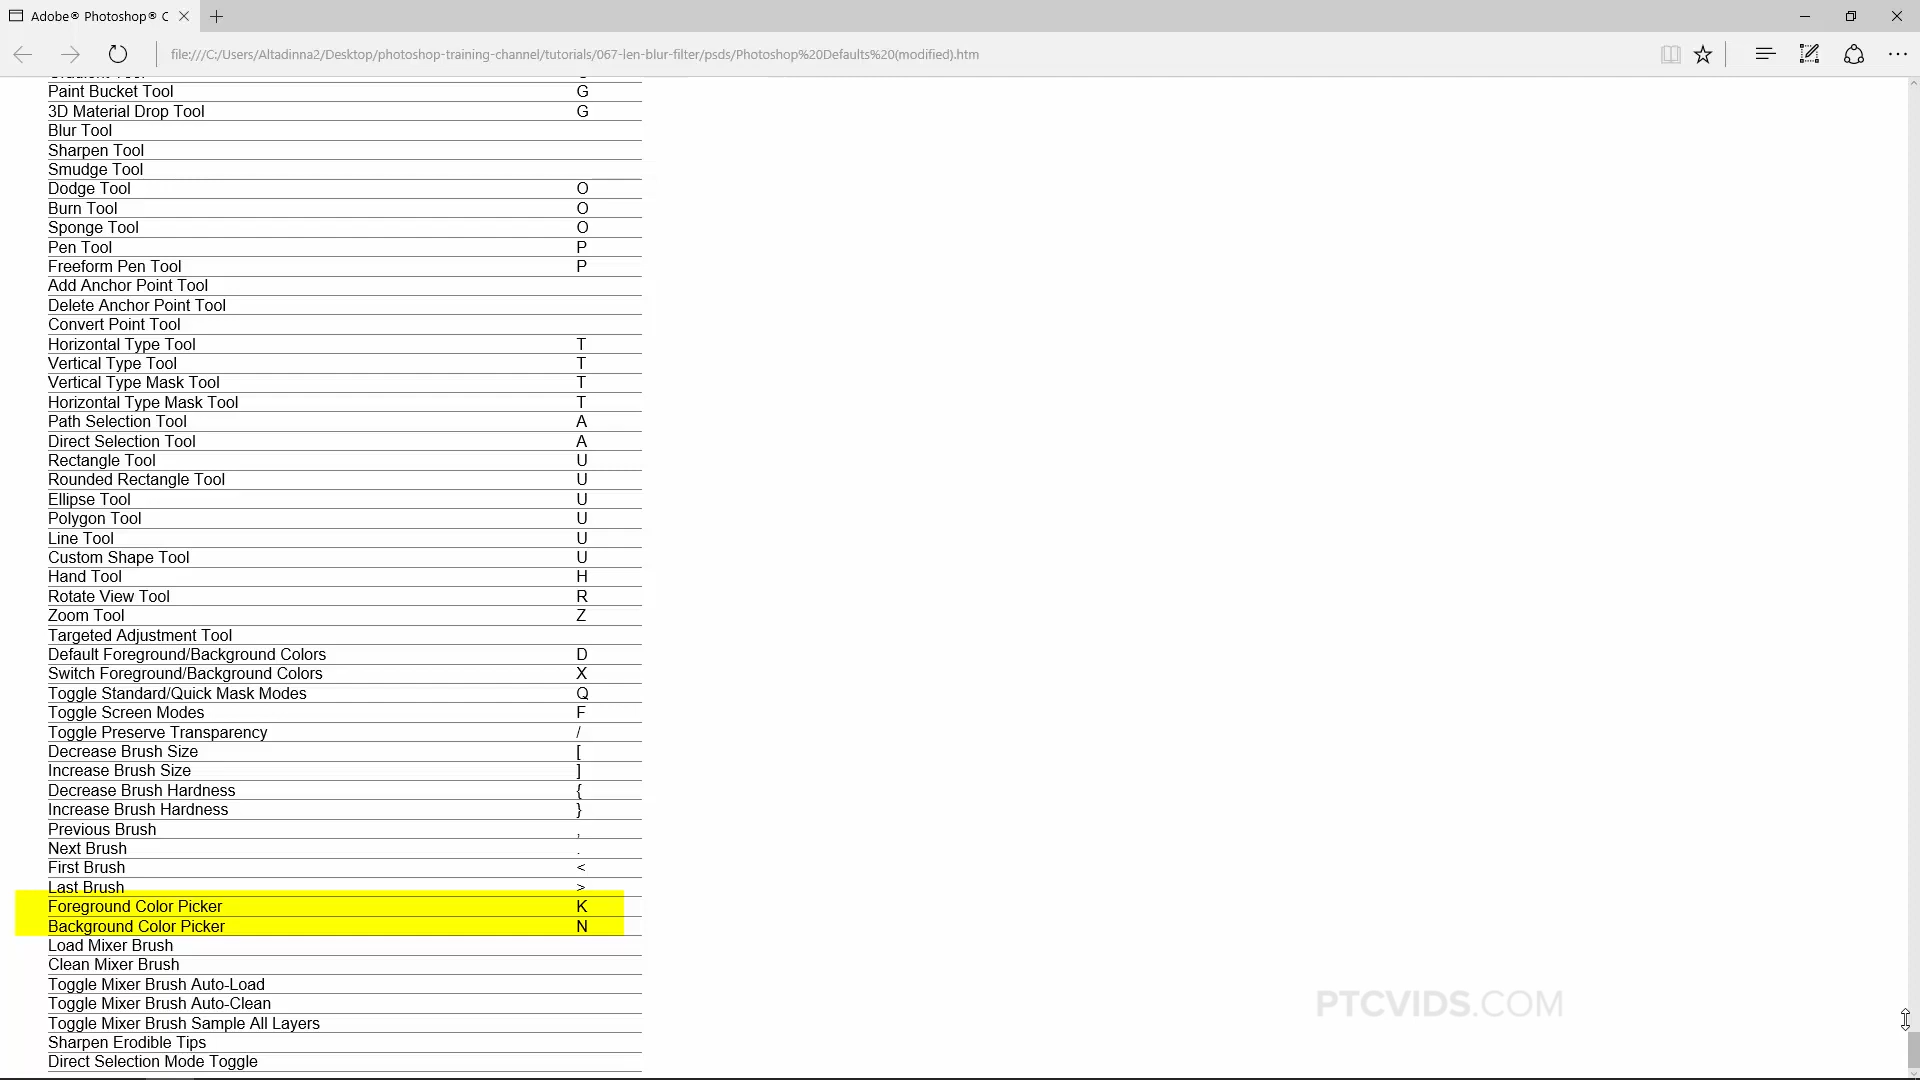 Adobe® Photoshop® C
file:///C:/Users/Altadinna2/Desktop/photoshop-training-channel/tutorials/067-len-blur-filter/psds/Photoshop%20Defaults%20(modified).htm
Paint Bucket Tool G
3D Material Drop Tool G
Blur Tool
Sharpen Tool
Smudge Tool
Dodge Tool O
Burn Tool O
Sponge Tool O
Pen Tool P
Freeform Pen Tool P
Add Anchor Point Tool
Delete Anchor Point Tool
Convert Point Tool
Horizontal Type Tool T
Vertical Type Tool T
Vertical Type Mask Tool T
Horizontal Type Mask Tool T
Path Selection Tool A
Direct Selection Tool A
Rectangle Tool U
Rounded Rectangle Tool U
Ellipse Tool U
Polygon Tool U
Line Tool U
Custom Shape Tool U
Hand Tool H
Rotate View Tool R
Zoom Tool Z
Targeted Adjustment Tool
Default Foreground/Background Colors D
Switch Foreground/Background Colors X
Toggle Standard/Quick Mask Modes Q
Toggle Screen Modes F
Toggle Preserve Transparency /
Decrease Brush Size [
Increase Brush Size ]
Decrease Brush Hardness {
Increase Brush Hardness }
Previous Brush ,
Next Brush .
First Brush <
Last Brush >
Foreground Color Picker K
Background Color Picker N
Load Mixer Brush
Clean Mixer Brush
Toggle Mixer Brush Auto-Load
Toggle Mixer Brush Auto-Clean
Toggle Mixer Brush Sample All Layers
Sharpen Erodible Tips
Direct Selection Mode Toggle
PTCVIDS.COM